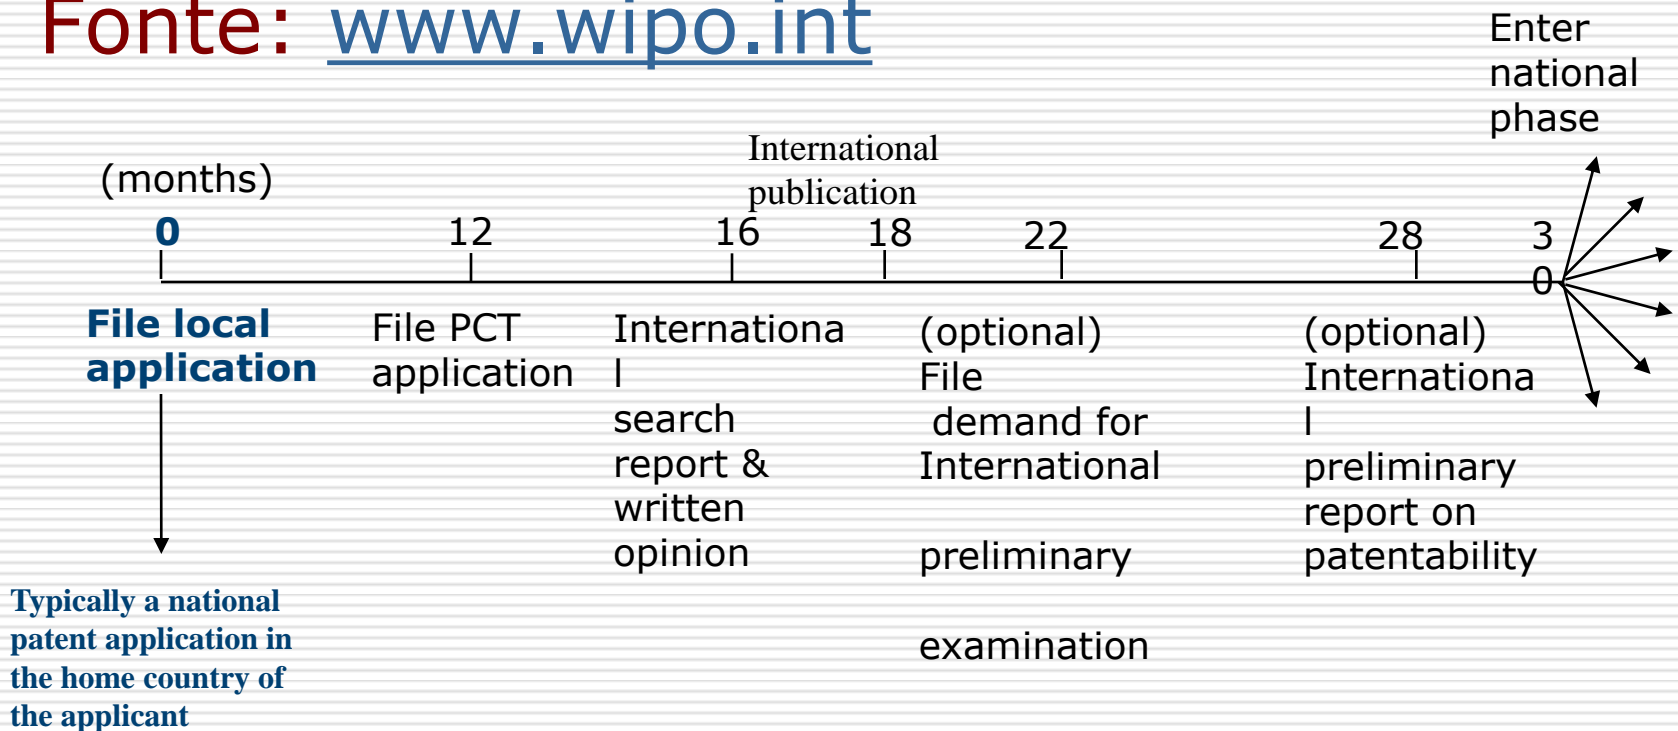 Fonte: www.wipo.int
Enter
national
phase
International
publication
(months)
0 12 16 18 22 28 3
0
File local
application
File PCT
application
Internationa
l
search
report &
written
opinion
(optional)
File
demand for
International
preliminary
examination
(optional)
Internationa
l
preliminary
report on
patentability
Typically a national
patent application in
the home country of
the applicant